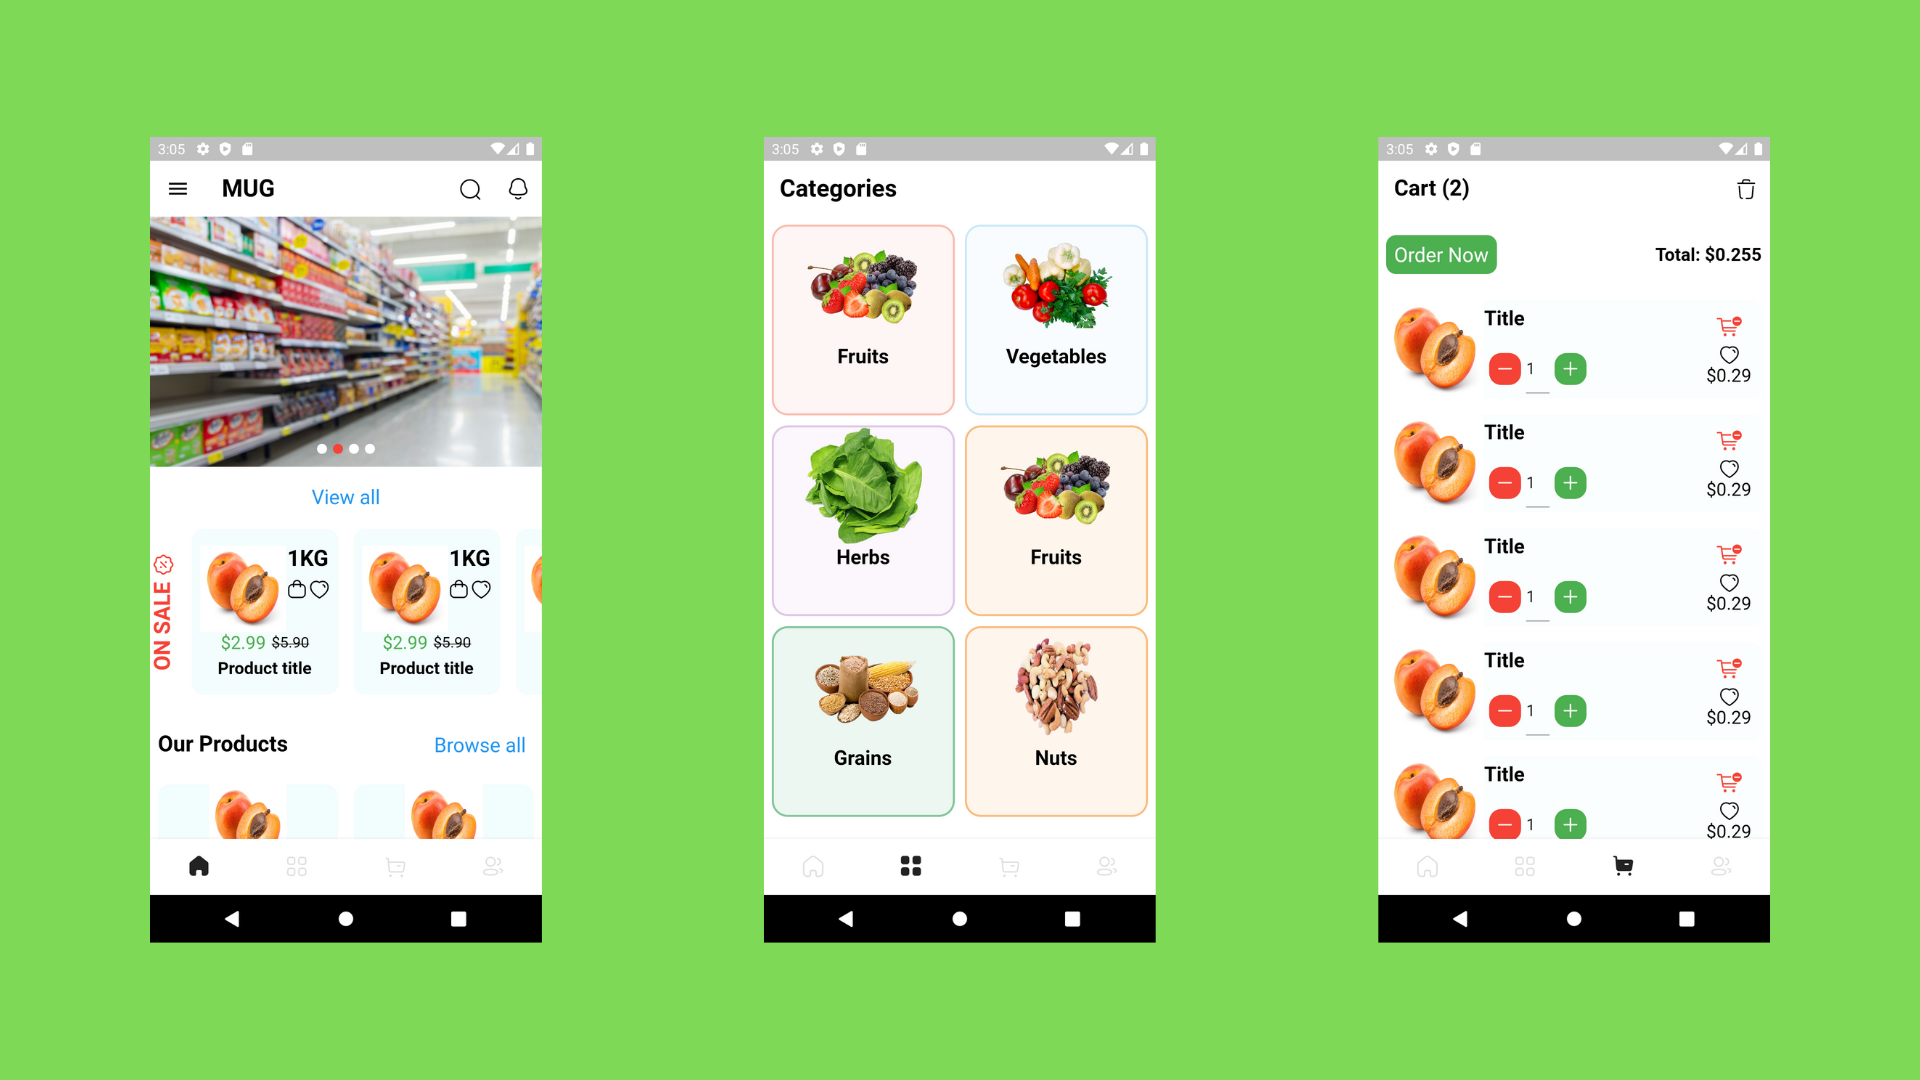 3:05
MUG
View all
ON SALE
1KG
$2.99 $5.90
Product title
1KG
$2.99 $5.90
Product title
Our Products
Browse all
3:05
Categories
Fruits
Vegetables
Herbs
Fruits
Grains
Nuts
3:05
Cart (2)
Order Now
Total: $0.255
Title
1
$0.29
Title
1
$0.29
Title
1
$0.29
Title
1
$0.29
Title
1
$0.29